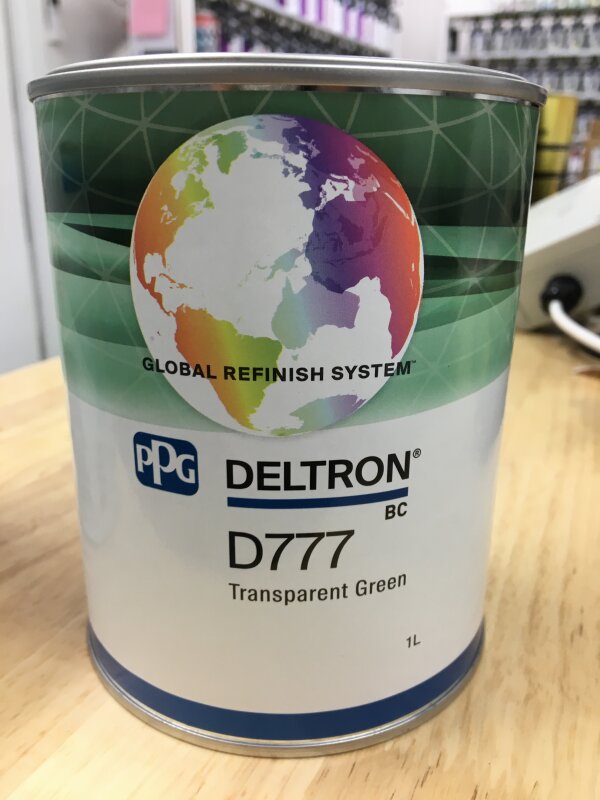 GLOBAL REFINISH SYSTEM™
PPG
DELTRON®
BC
D777
Transparent Green
1L